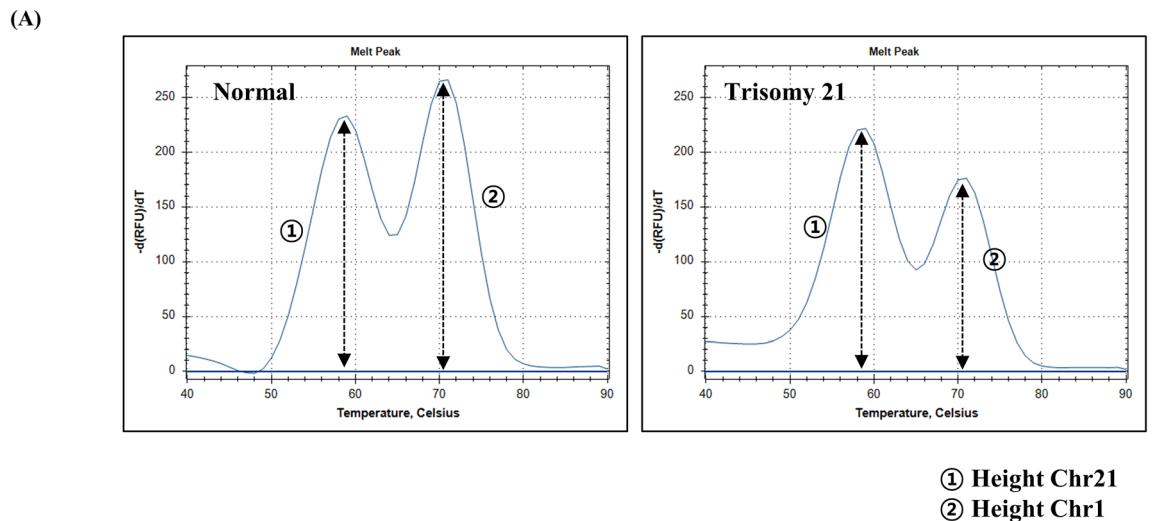 (A)
Melt Peak
Normal
-d(RFU)/dT
250
200
150
100
50
0
①
②
40 50 60 70 80 90
Temperature, Celsius
Melt Peak
Trisomy 21
-d(RFU)/dT
250
200
150
100
50
0
①
②
40 50 60 70 80 90
Temperature, Celsius
① Height Chr21
② Height Chr1